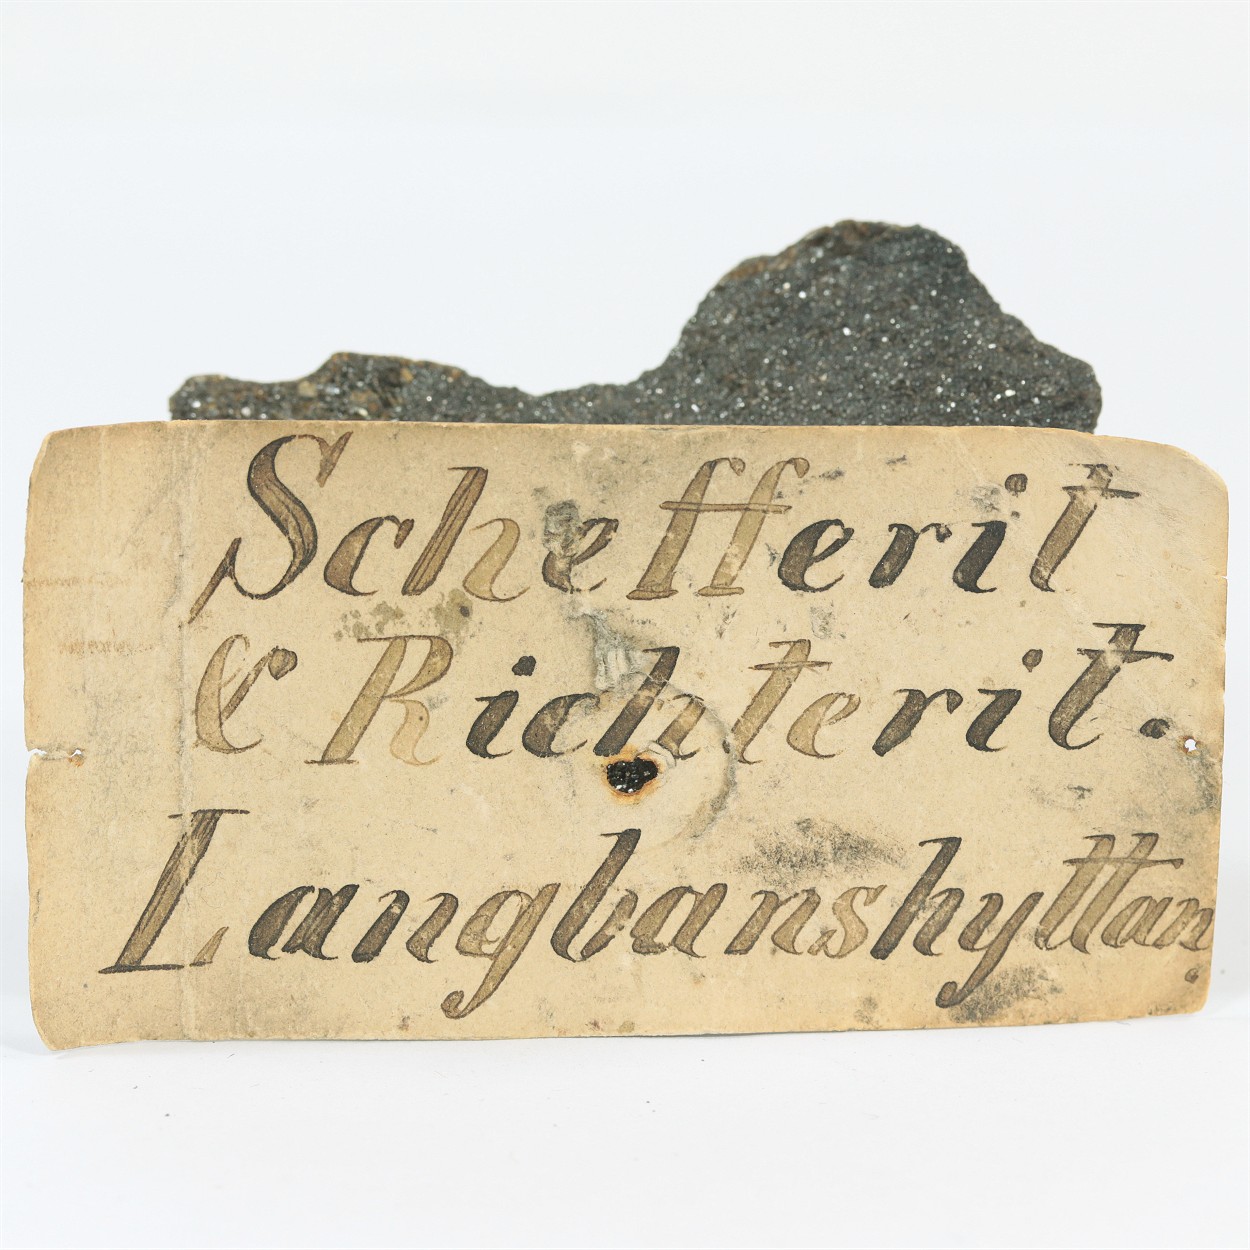 Schefferit
& Richterit.
Langbanshyttan.